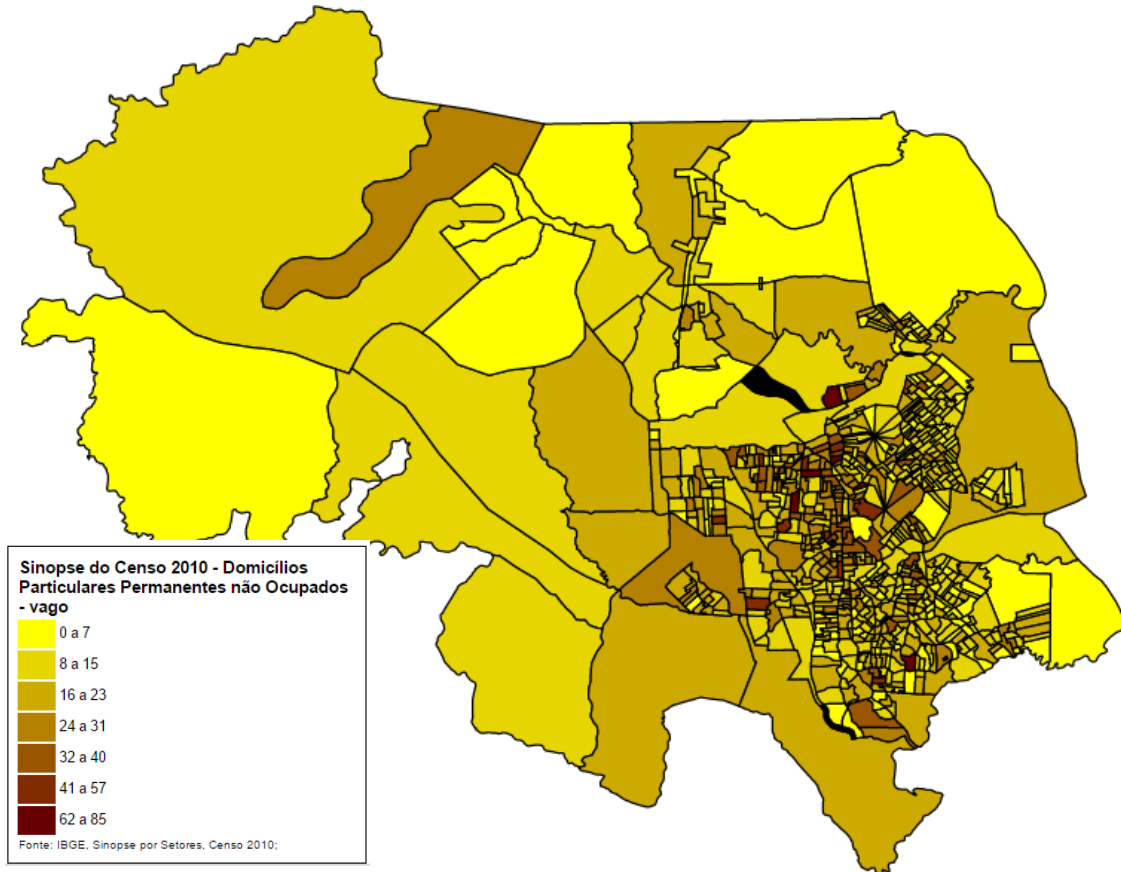 Sinopse do Censo 2010 - Domicílios
Particulares Permanentes não Ocupados
- vago
0 a 7
8 a 15
16 a 23
24 a 31
32 a 40
41 a 57
62 a 85
Fonte: IBGE, Sinopse por Setores, Censo 2010;